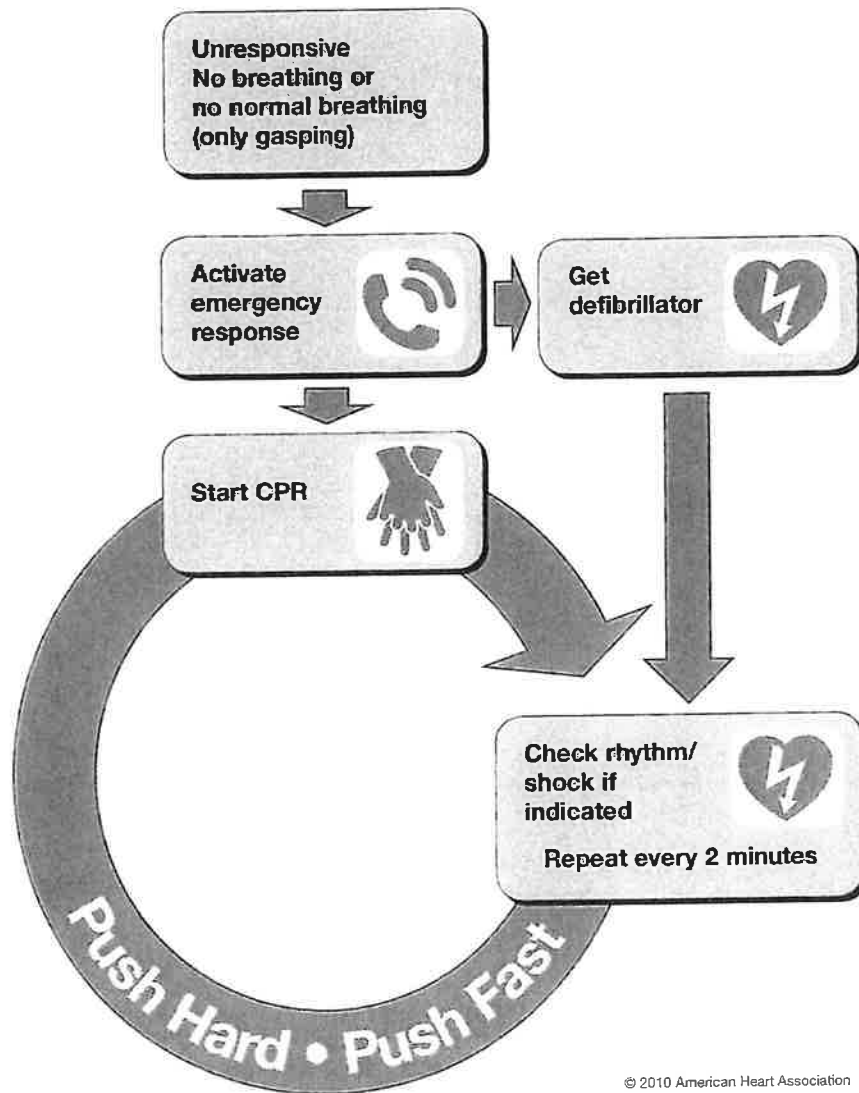 Unresponsive
No breathing or
no normal breathing
(only gasping)
Activate
emergency
response
Get
defibrillator
Start CPR
Check rhythm/
shock if
indicated
Repeat every 2 minutes
Push Hard • Push Fast
© 2010 American Heart Association